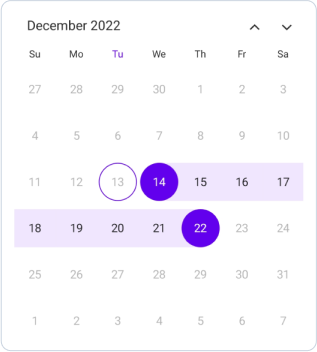 December 2022
Su Mo Tu We Th Fr Sa
27 28 29 30 1 2 3
4 5 6 7 8 9 10
11 12 13 14 15 16 17
18 19 20 21 22 23 24
25 26 27 28 29 30 31
1 2 3 4 5 6 7